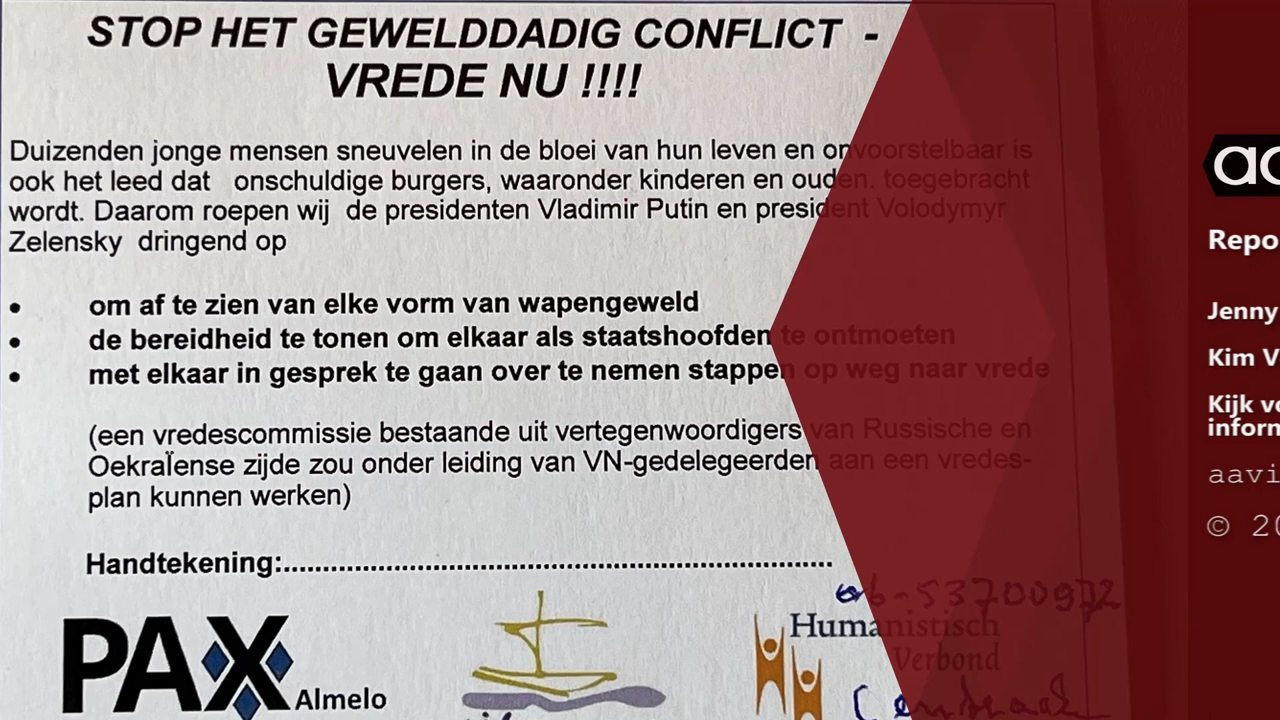 STOP HET GEWELDDADIG CONFLICT -
VREDE NU !!!!
Duizenden jonge mensen sneuvelen in de bloei van hun leven en onvoorstelbaar is
ook het leed dat onschuldige burgers, waaronder kinderen en ouden. toegebracht
wordt. Daarom roepen wij de presidenten Vladimir Putin en president Volodymyr
Zelensky dringend op
• om af te zien van elke vorm van wapengeweld
• de bereidheid te tonen om elkaar als staatshoofden te ontmoeten
• met elkaar in gesprek te gaan over te nemen stappen op weg naar vrede
(een vredescommissie bestaande uit vertegenwoordigers van Russische en
OekraÏense zijde zou onder leiding van VN-gedelegeerden aan een vredes-
plan kunnen werken)
Handtekening:..................................................................
06-53700972
PAX Almelo
Humanistisch
Verbond
Centraal
Repo
Jenny
Kim V
Kijk vo
inforn
aavi
© 20